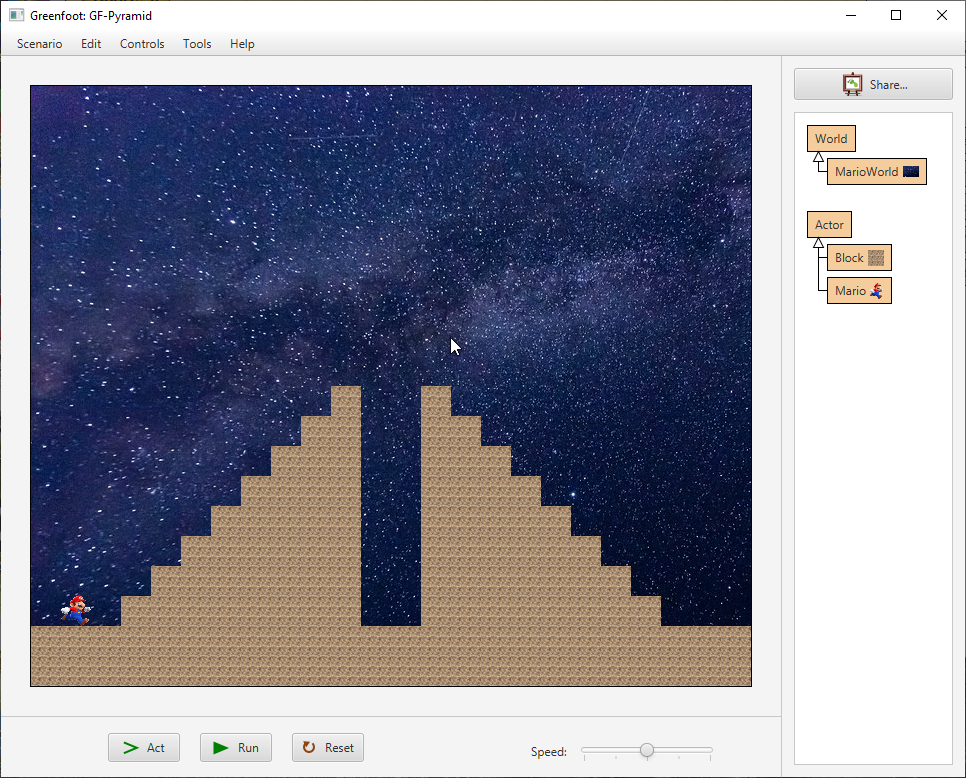 Greenfoot: GF-Pyramid
Scenario Edit Controls Tools Help
Share...
World
MarioWorld
Actor
Block
Mario
Act Run Reset Speed: